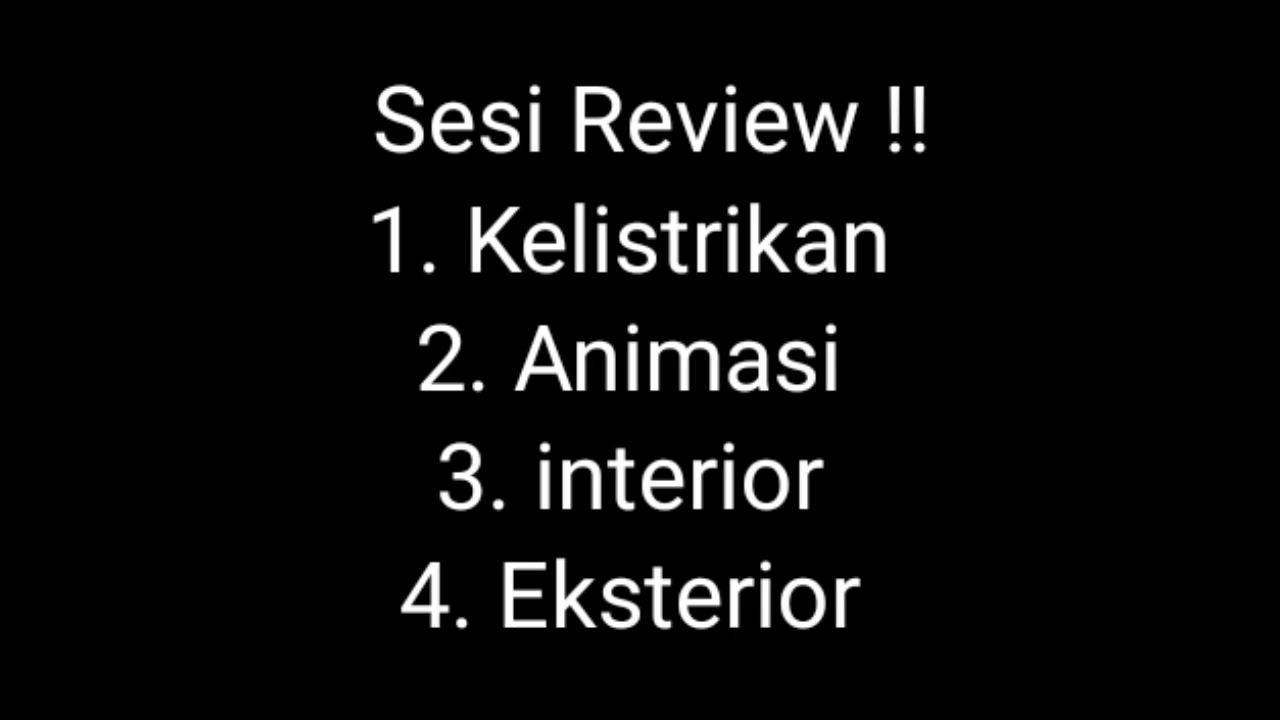 Sesi Review !!
1. Kelistrikan
2. Animasi
3. interior
4. Eksterior